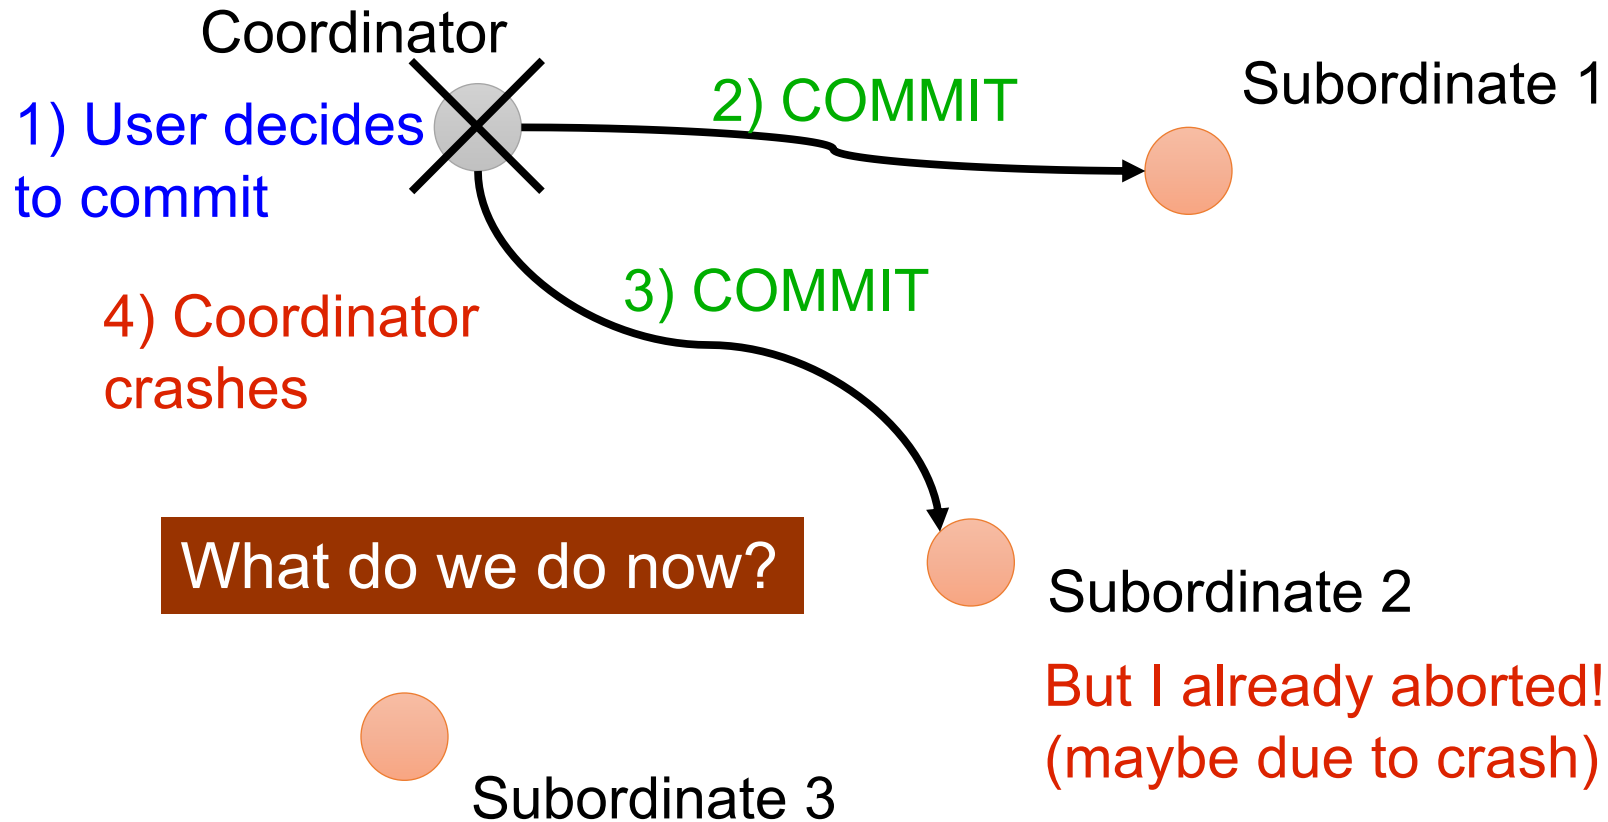 Coordinator
Subordinate 1
1) User decides
to commit
2) COMMIT
3) COMMIT
4) Coordinator
crashes
What do we do now?
Subordinate 2
But I already aborted!
(maybe due to crash)
Subordinate 3